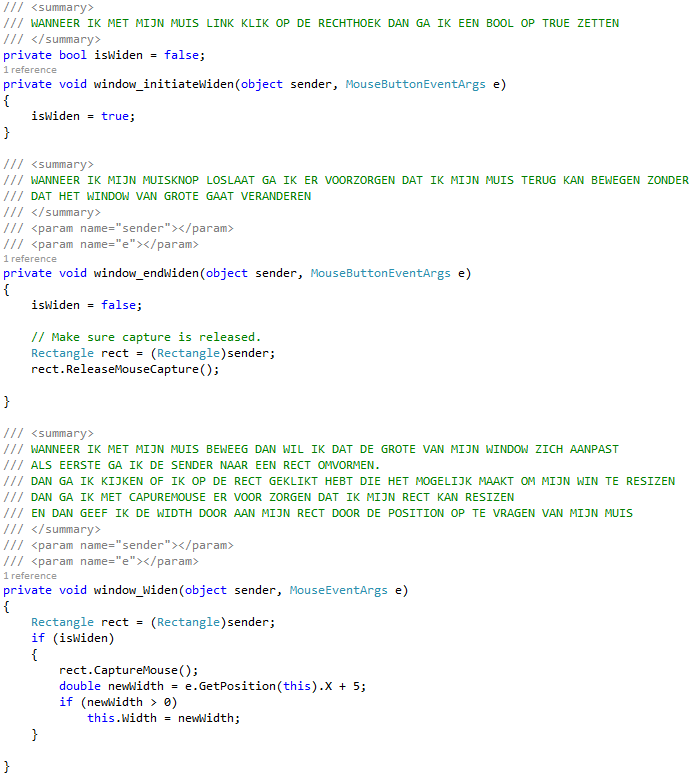 /// <summary>
/// WANNEER IK MET MIJN MUIS LINK KLIK OP DE RECHTHOEK DAN GA IK EEN BOOL OP TRUE ZETTEN
/// </summary>
private bool isWiden = false;
1 reference
private void window_initiateWiden(object sender, MouseButtonEventArgs e)
{
    isWiden = true;
}

/// <summary>
/// WANNEER IK MIJN MUISKNOP LOSLAAT GA IK ER VOORZORGEN DAT IK MIJN MUIS TERUG KAN BEWEGEN ZONDER
/// DAT HET WINDOW VAN GROTE GAAT VERANDEREN
/// </summary>
/// <param name="sender"></param>
/// <param name="e"></param>
1 reference
private void window_endWiden(object sender, MouseButtonEventArgs e)
{
    isWiden = false;

    // Make sure capture is released.
    Rectangle rect = (Rectangle)sender;
    rect.ReleaseMouseCapture();

}

/// <summary>
/// WANNEER IK MET MIJN MUIS BEWEEG DAN WIL IK DAT DE GROTE VAN MIJN WINDOW ZICH AANPAST
/// ALS EERSTE GA IK DE SENDER NAAR EEN RECT OMVORMEN.
/// DAN GA IK KIJKEN OF IK OP DE RECT GEKLIKT HEBT DIE HET MOGELIJK MAAKT OM MIJN WIN TE RESIZEN
/// DAN GA IK MET CAPUREMOUSE ER VOOR ZORGEN DAT IK MIJN RECT KAN RESIZEN
/// EN DAN GEEF IK DE WIDTH DOOR AAN MIJN RECT DOOR DE POSITION OP TE VRAGEN VAN MIJN MUIS
/// </summary>
/// <param name="sender"></param>
/// <param name="e"></param>
1 reference
private void window_Widen(object sender, MouseEventArgs e)
{
    Rectangle rect = (Rectangle)sender;
    if (isWiden)
    {
        rect.CaptureMouse();
        double newWidth = e.GetPosition(this).X + 5;
        if (newWidth > 0)
            this.Width = newWidth;
    }

}